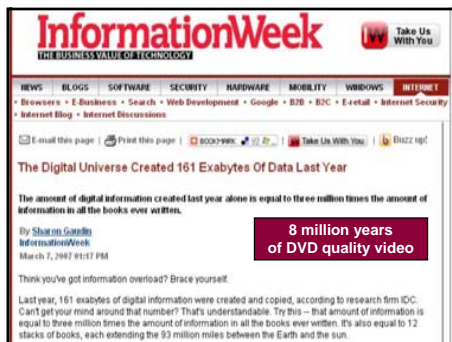 InformationWeek
THE BUSINESS VALUE OF TECHNOLOGY
Take Us
With You
NEWS BLOGS SOFTWARE SECURITY HARDWARE MOBILITY WINDOWS INTERNET
• Browsers • E-Business • Search • Web Development • Google • B2B • B2C • E-retail • Internet Security
• Internet Blog • Internet Discussions
E-mail this page | Print this page | BOOKMARK | Take Us With You | Buzz up!
The Digital Universe Created 161 Exabytes Of Data Last Year
The amount of digital information created last year alone is equal to three million times the amount of
information in all the books ever written.
By Sharon Gaudin
InformationWeek
March 7, 2007 01:17 PM
8 million years
of DVD quality video
Think you've got information overload? Brace yourself.
Last year, 161 exabytes of digital information were created and copied, according to research firm IDC.
Can't get your mind around that number? That's understandable. Try this -- that amount of information is
equal to three million times the amount of information in all the books ever written. It's also equal to 12
stacks of books, each extending the 93 million miles between the Earth and the sun.